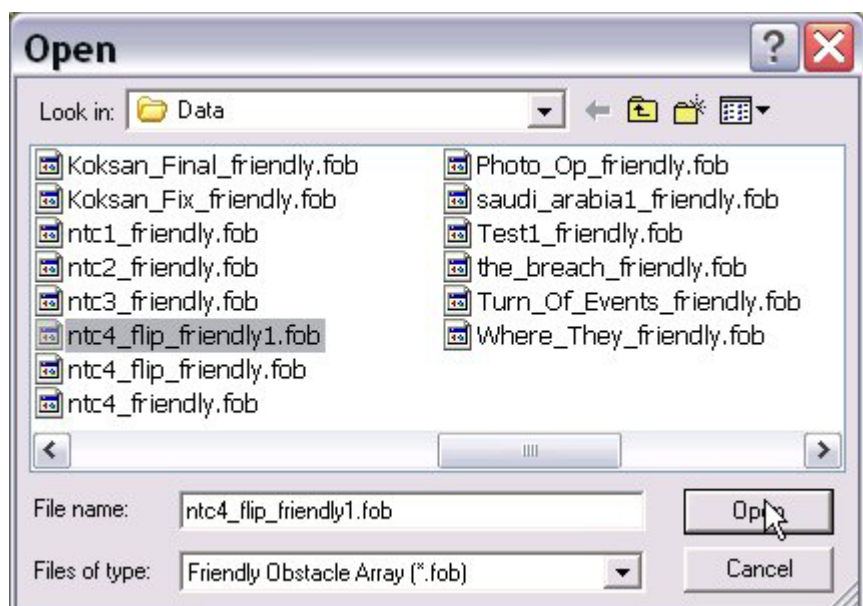 Open
Look in: Data
Koksan_Final_friendly.fob
Koksan_Fix_friendly.fob
ntc1_friendly.fob
ntc2_friendly.fob
ntc3_friendly.fob
ntc4_flip_friendly1.fob
ntc4_flip_friendly.fob
ntc4_friendly.fob
Photo_Op_friendly.fob
saudi_arabia1_friendly.fob
Test1_friendly.fob
the_breach_friendly.fob
Turn_Of_Events_friendly.fob
Where_They_friendly.fob
File name: ntc4_flip_friendly1.fob
Open
Files of type: Friendly Obstacle Array (*.fob)
Cancel